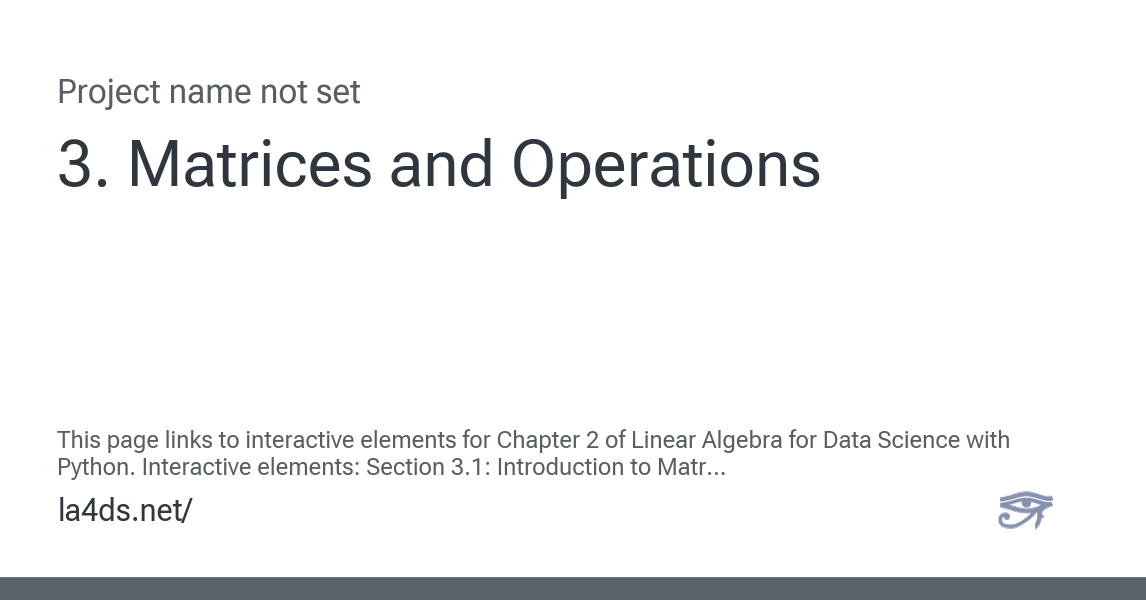 Project name not set
3. Matrices and Operations
This page links to interactive elements for Chapter 2 of Linear Algebra for Data Science with
Python. Interactive elements: Section 3.1: Introduction to Matr...
la4ds.net/